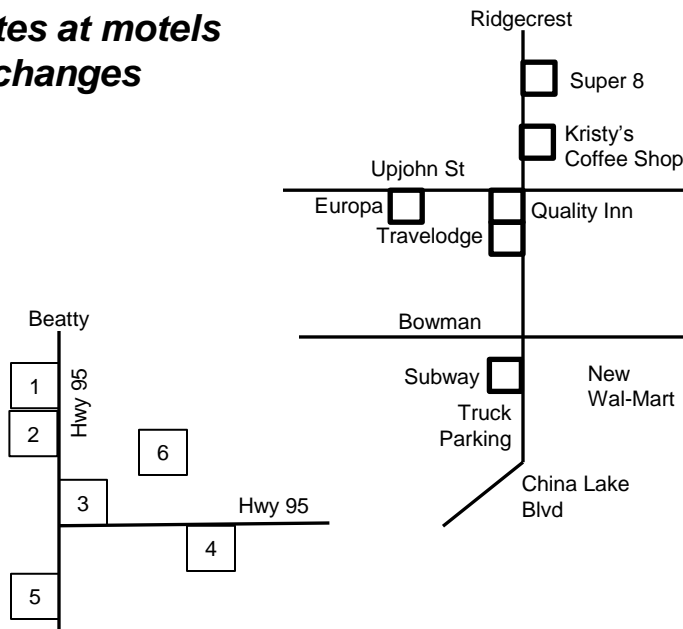 tes at motels
changes
Ridgecrest
Super 8
Kristy's
Coffee Shop
Upjohn St
Europa
Quality Inn
Travelodge
Bowman
Subway
New
Wal-Mart
Truck
Parking
China Lake
Blvd
Beatty
Hwy 95
1
2
6
3
Hwy 95
4
5